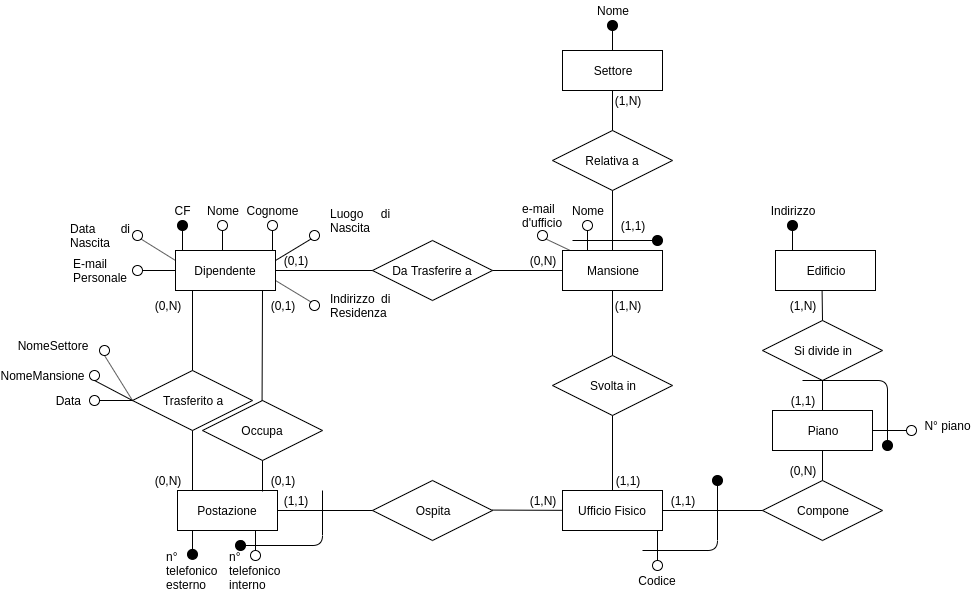 Nome
Settore
(1,N)
Relativa a
CF
Nome
Cognome
Luogo di
Nascita
e-mail
d'ufficio
Nome
(1,1)
Indirizzo
Data di
Nascita
E-mail
Personale
Dipendente
(0,1)
Da Trasferire a
(0,N)
Mansione
Edificio
(0,N)
(0,1)
Indirizzo di
Residenza
(1,N)
(1,N)
NomeSettore
NomeMansione
Data
Trasferito a
Occupa
Svolta in
Si divide in
(1,1)
Piano
N° piano
(0,N)
(0,N)
(0,1)
(1,1)
Postazione
Ospita
(1,N)
(1,1)
Ufficio Fisico
(1,1)
Compone
n°
telefonico
esterno
n°
telefonico
interno
Codice